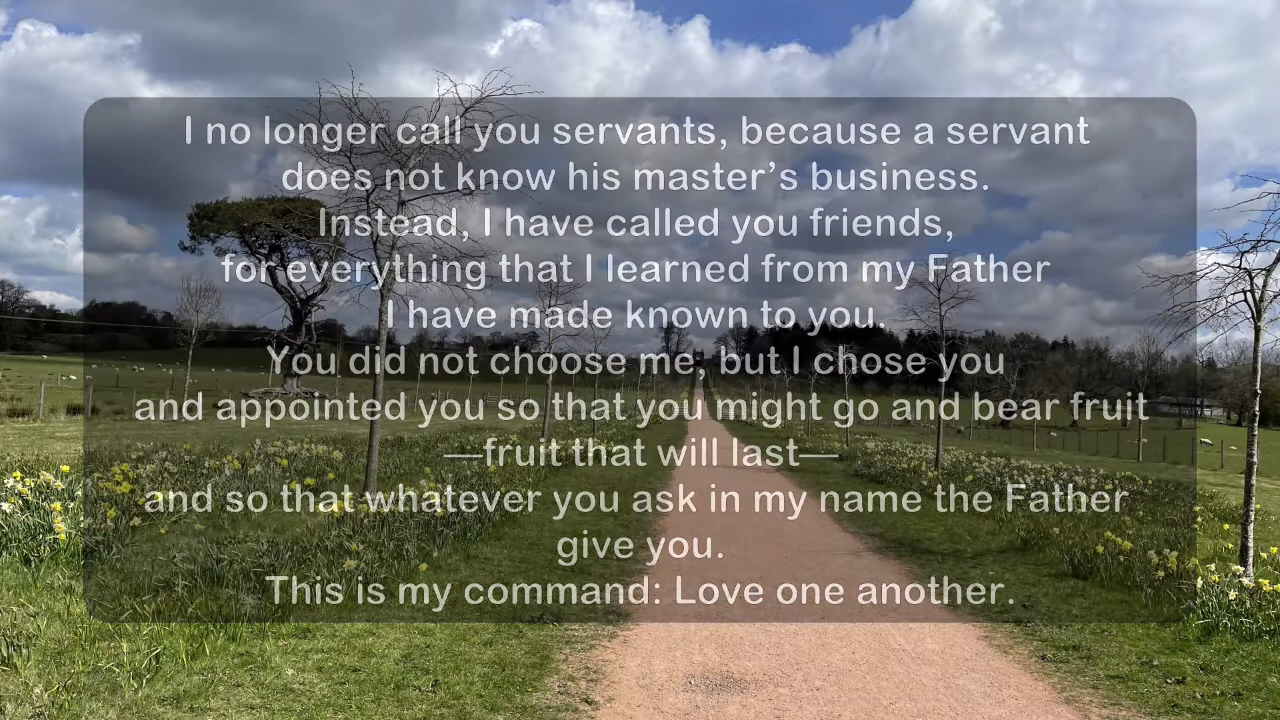 I no longer call you servants, because a servant
does not know his master’s business.
Instead, I have called you friends,
for everything that I learned from my Father
I have made known to you.
You did not choose me, but I chose you
and appointed you so that you might go and bear fruit
—fruit that will last—
and so that whatever you ask in my name the Father
give you.
This is my command: Love one another.